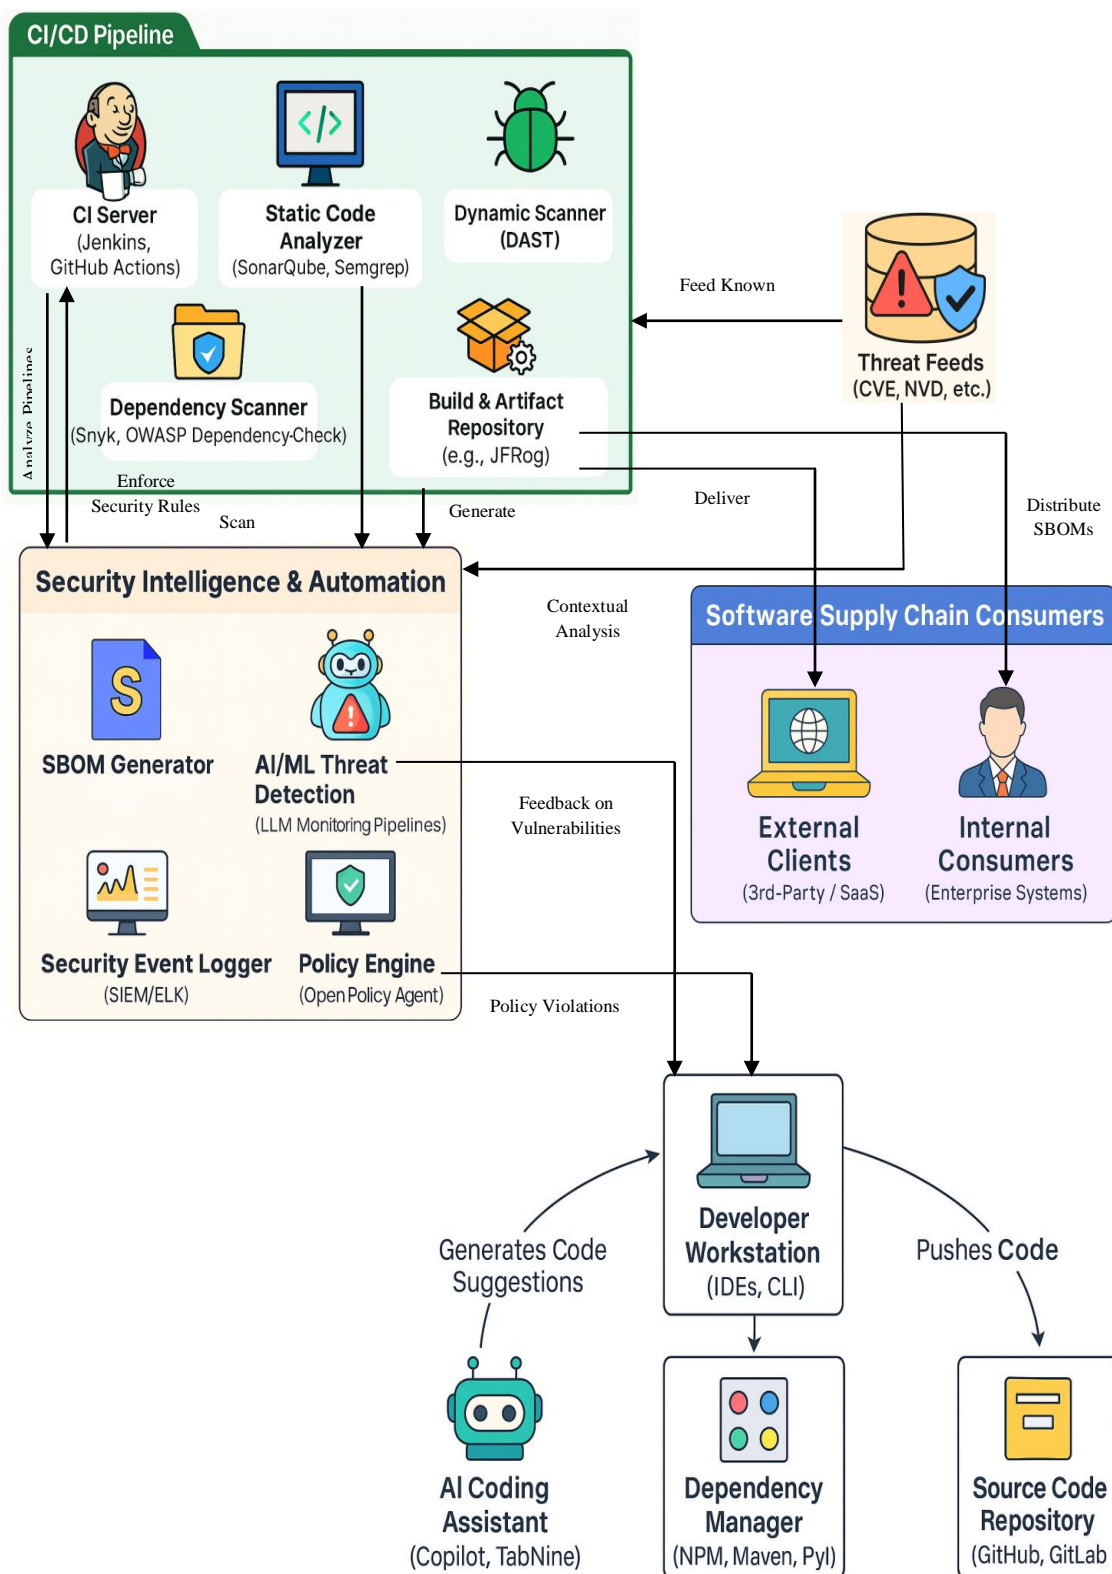 CI/CD Pipeline
CI Server
(Jenkins,
GitHub Actions)
Static Code
Analyzer
(SonarQube, Semgrep)
Dynamic Scanner
(DAST)
Dependency Scanner
(Snyk, OWASP Dependency-Check)
Build & Artifact
Repository
(e.g., JFRog)
Feed Known
Threat Feeds
(CVE, NVD, etc.)
Analyze Pipelines
Enforce
Security Rules
Scan
Generate
Deliver
Distribute
SBOMs
Contextual
Analysis
Security Intelligence & Automation
S
SBOM Generator
AI/ML Threat
Detection
(LLM Monitoring Pipelines)
Security Event Logger
(SIEM/ELK)
Policy Engine
(Open Policy Agent)
Software Supply Chain Consumers
External
Clients
(3rd-Party / SaaS)
Internal
Consumers
(Enterprise Systems)
Feedback on
Vulnerabilities
Policy Violations
Developer
Workstation
(IDEs, CLI)
Generates Code
Suggestions
Pushes Code
AI Coding
Assistant
(Copilot, TabNine)
Dependency
Manager
(NPM, Maven, PyI)
Source Code
Repository
(GitHub, GitLab